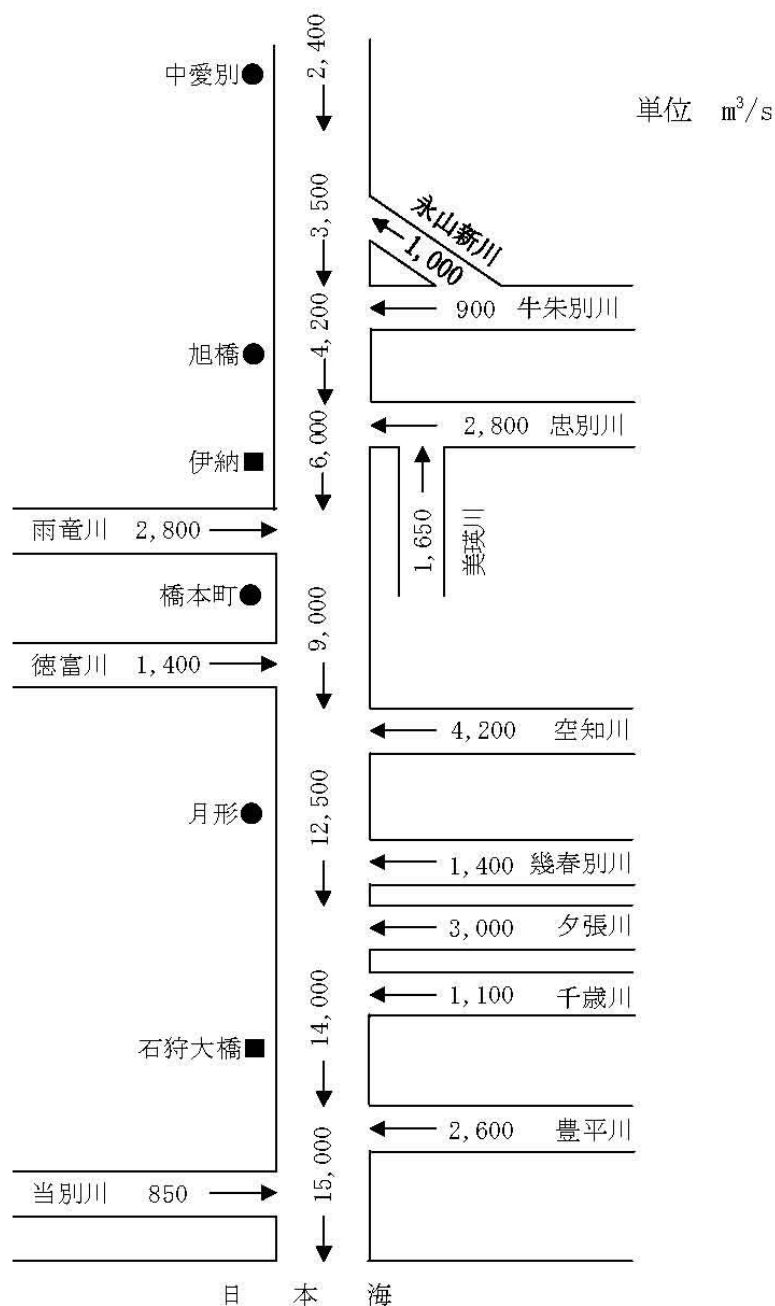 2,400
中愛別
単位 m³/s
3,500
永山新川
1,000
4,200
900 牛朱別川
旭橋
2,800 忠別川
6,000
伊納
雨竜川 2,800
1,650
美瑛川
橋本町
9,000
徳富川 1,400
4,200 空知川
月形
12,500
1,400 幾春別川
3,000 夕張川
1,100 千歳川
14,000
石狩大橋
2,600 豊平川
15,000
当別川 850
日本海